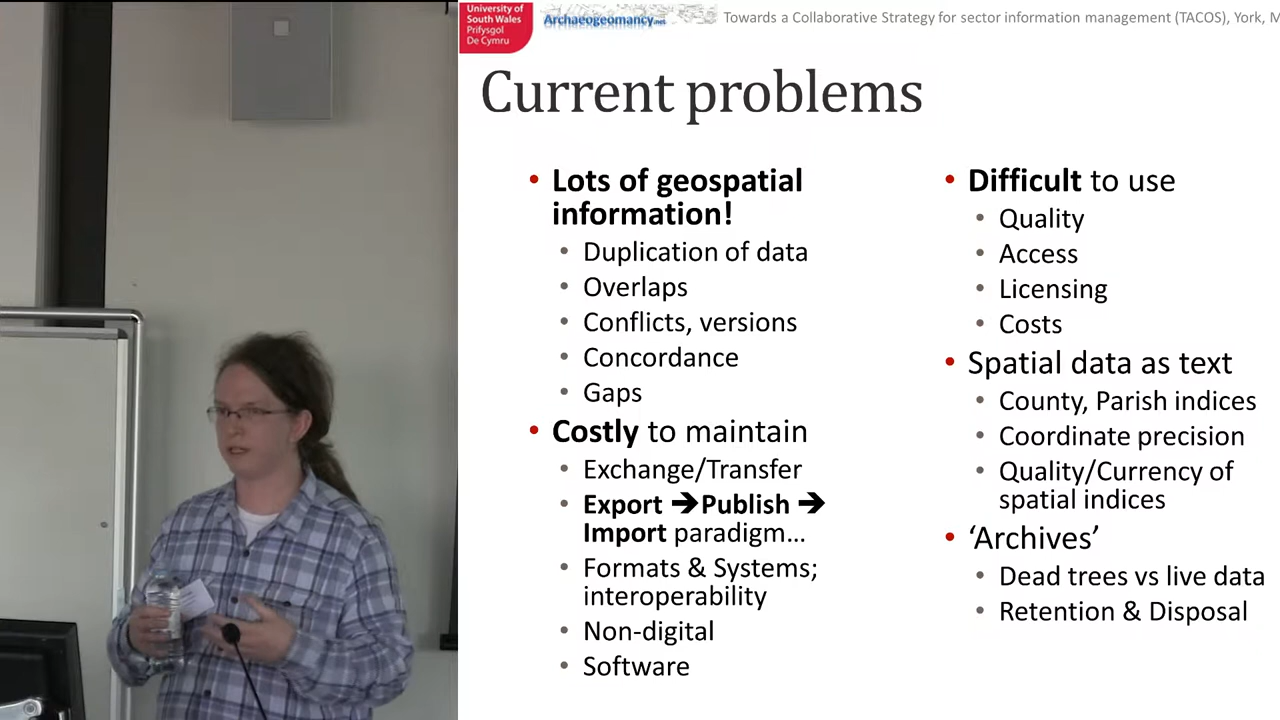 University of
South Wales
Prifysgol
De Cymru
Archaeogeomancy.net
Towards a Collaborative Strategy for sector information management (TACOS), York, M
Current problems
• Lots of geospatial
information!
• Duplication of data
• Overlaps
• Conflicts, versions
• Concordance
• Gaps
• Costly to maintain
• Exchange/Transfer
• Export ➔Publish ➔
Import paradigm…
• Formats & Systems;
interoperability
• Non-digital
• Software
• Difficult to use
• Quality
• Access
• Licensing
• Costs
• Spatial data as text
• County, Parish indices
• Coordinate precision
• Quality/Currency of
spatial indices
• ‘Archives’
• Dead trees vs live data
• Retention & Disposal